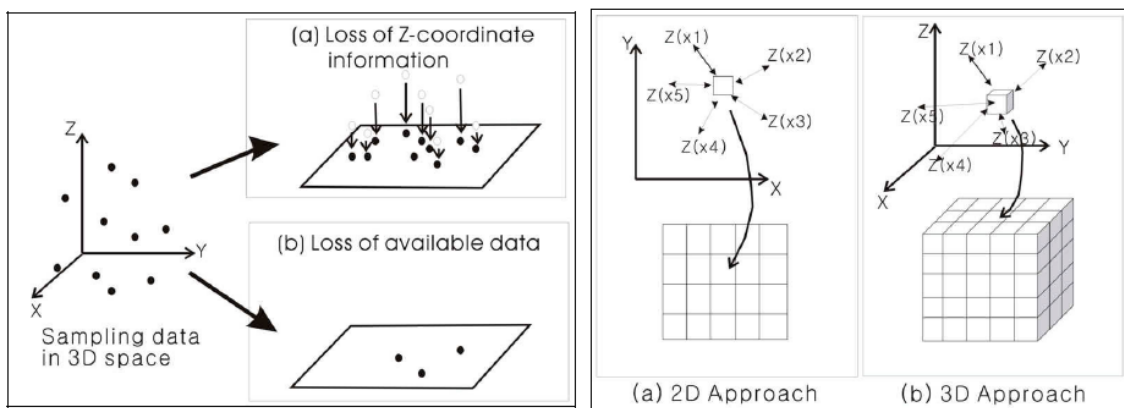 (a) Loss of Z-coordinate
information
Z
Y
X
Sampling data
in 3D space
(b) Loss of available data
Y
Z(x1)
Z(x2)
Z(x5)
Z(x3)
Z(x4)
X
(a) 2D Approach
Z
Z(x1)
Z(x2)
Z(x5)
Z(x3)
Z(x4)
Y
X
(b) 3D Approach